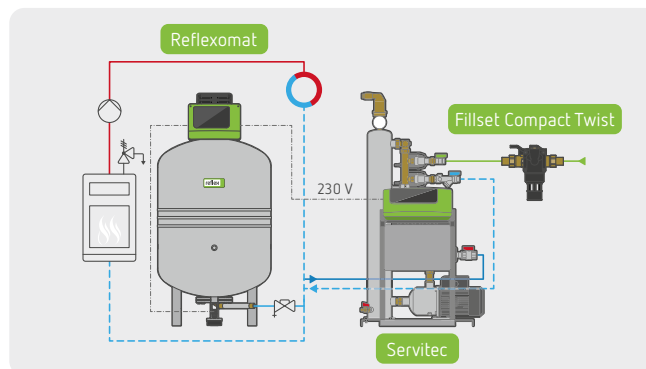 Reflexomat
Fillset Compact Twist
reflex
230 V
Servitec